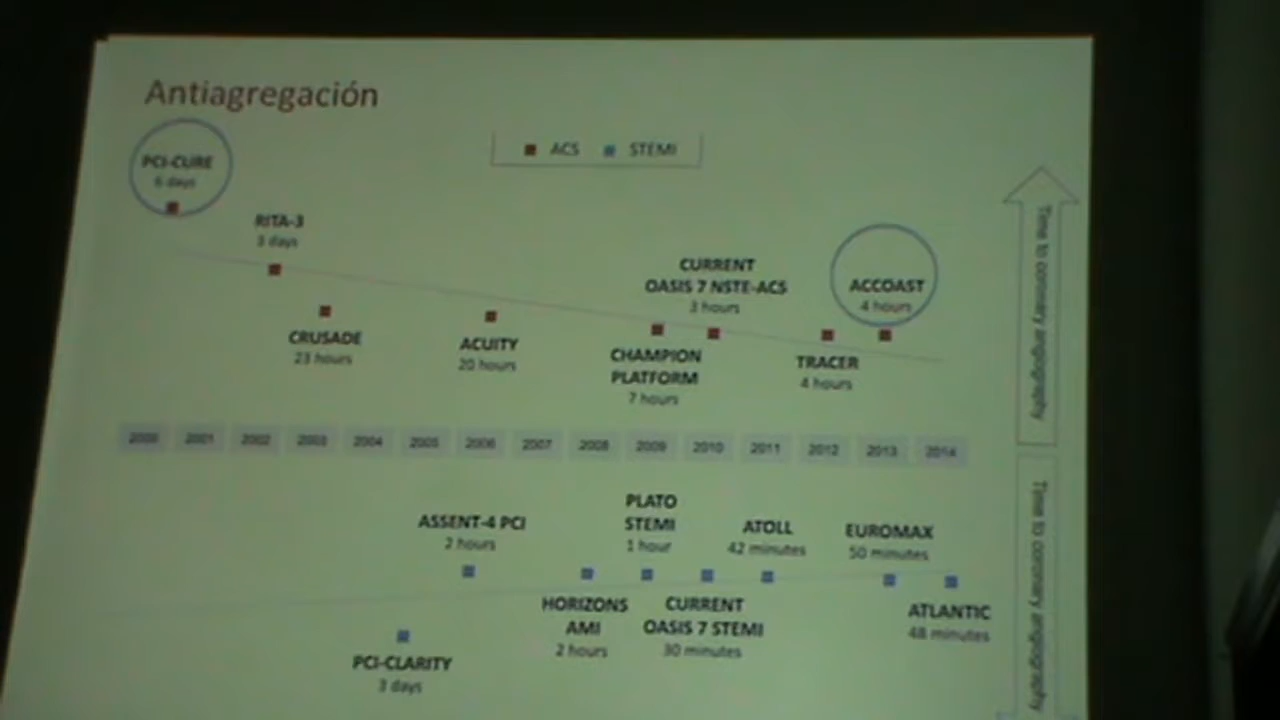 Antiagregación
ACS STEMI
PCI-CURE
6 days
RITA-3
3 days
CRUSADE
23 hours
ACUITY
20 hours
CURRENT
OASIS 7 NSTE-ACS
3 hours
CHAMPION
PLATFORM
7 hours
TRACER
4 hours
ACCOAST
4 hours
Time to coronary angiography
2000 2001 2002 2003 2004 2005 2006 2007 2008 2009 2010 2011 2012 2013 2014
ASSENT-4 PCI
2 hours
PLATO
STEMI
1 hour
ATOLL
42 minutes
EUROMAX
50 minutes
PCI-CLARITY
3 days
HORIZONS
AMI
2 hours
CURRENT
OASIS 7 STEMI
30 minutes
ATLANTIC
48 minutes
Time to coronary angiography